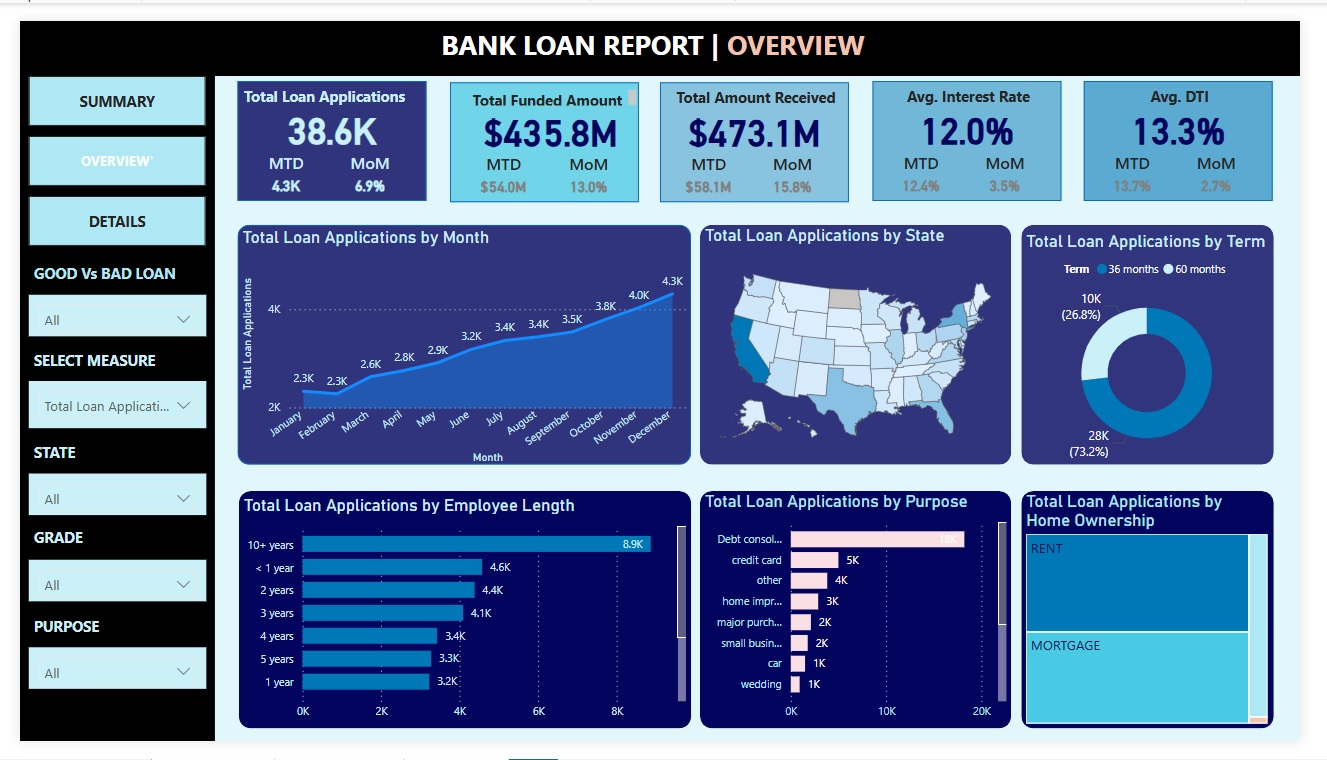 BANK LOAN REPORT | OVERVIEW
SUMMARY
OVERVIEW'
DETAILS
GOOD Vs BAD LOAN
All
SELECT MEASURE
Total Loan Applicati...
STATE
All
GRADE
All
PURPOSE
All
Total Loan Applications
38.6K
MTD MoM
4.3K 6.9%
Total Funded Amount
$435.8M
MTD MoM
$54.0M 13.0%
Total Amount Received
$473.1M
MTD MoM
$58.1M 15.8%
Avg. Interest Rate
12.0%
MTD MoM
12.4% 3.5%
Avg. DTI
13.3%
MTD MoM
13.7% 2.7%
Total Loan Applications by Month
Total Loan Applications
4K
2K
2.3K 2.3K 2.6K 2.8K 2.9K 3.2K 3.4K 3.4K 3.5K 3.8K 4.0K 4.3K
January February March April May June July August September October November December
Month
Total Loan Applications by State
Total Loan Applications by Term
Term 36 months 60 months
10K
(26.8%)
28K
(73.2%)
Total Loan Applications by Employee Length
10+ years 8.9K
< 1 year 4.6K
2 years 4.4K
3 years 4.1K
4 years 3.4K
5 years 3.3K
1 year 3.2K
0K 2K 4K 6K 8K
Total Loan Applications by Purpose
Debt consol... 18K
credit card 5K
other 4K
home impr... 3K
major purch... 2K
small busin... 2K
car 1K
wedding 1K
0K 10K 20K
Total Loan Applications by
Home Ownership
RENT
MORTGAGE